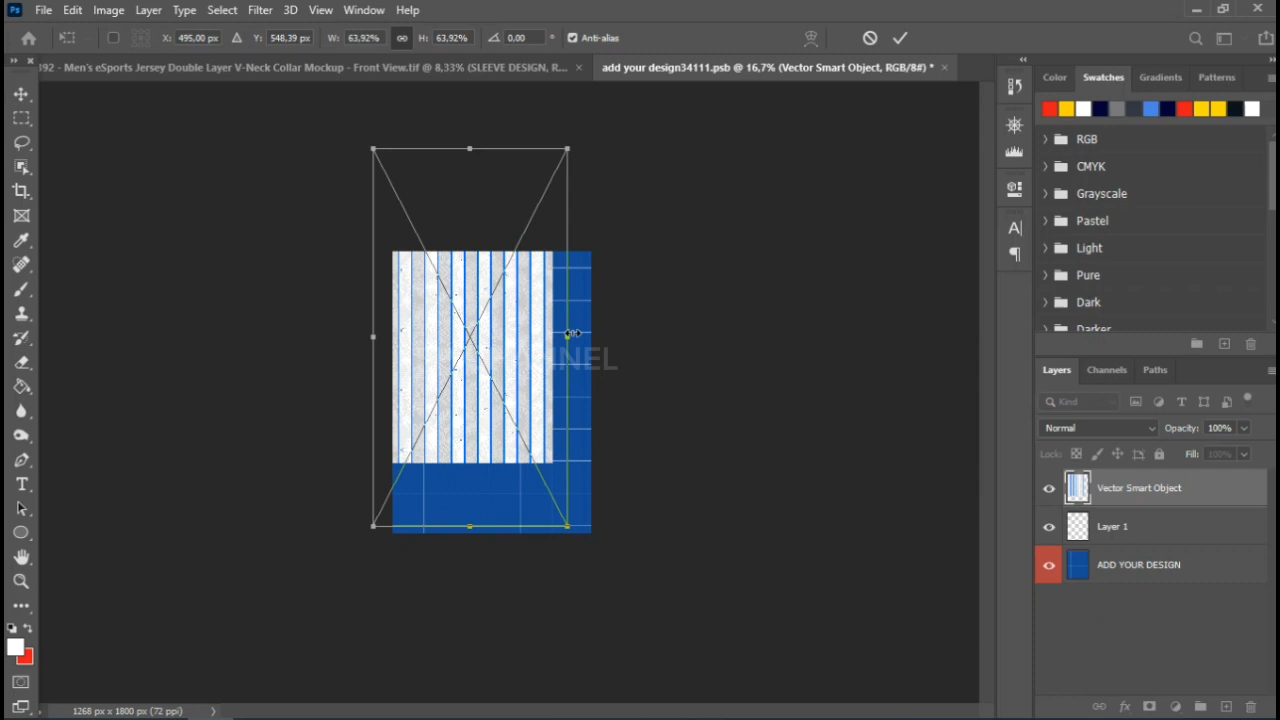 Ps File Edit Image Layer Type Select Filter 3D View Window Help
X: 495,00 px Y: 548,39 px W: 63,92% H: 63,92% 0,00 ° Anti-alias
392 - Men's eSports Jersey Double Layer V-Neck Collar Mockup - Front View.tif @ 8,33% (SLEEVE DESIGN, R... × add your design34111.psb @ 16,7% (Vector Smart Object, RGB/8#) * ×
Color Swatches Gradients Patterns
RGB
CMYK
Grayscale
Pastel
Light
Pure
Dark
Darker
Layers Channels Paths
Kind
Normal Opacity: 100%
Lock: Fill: 100%
Vector Smart Object
Layer 1
ADD YOUR DESIGN
1268 px x 1800 px (72 ppi)